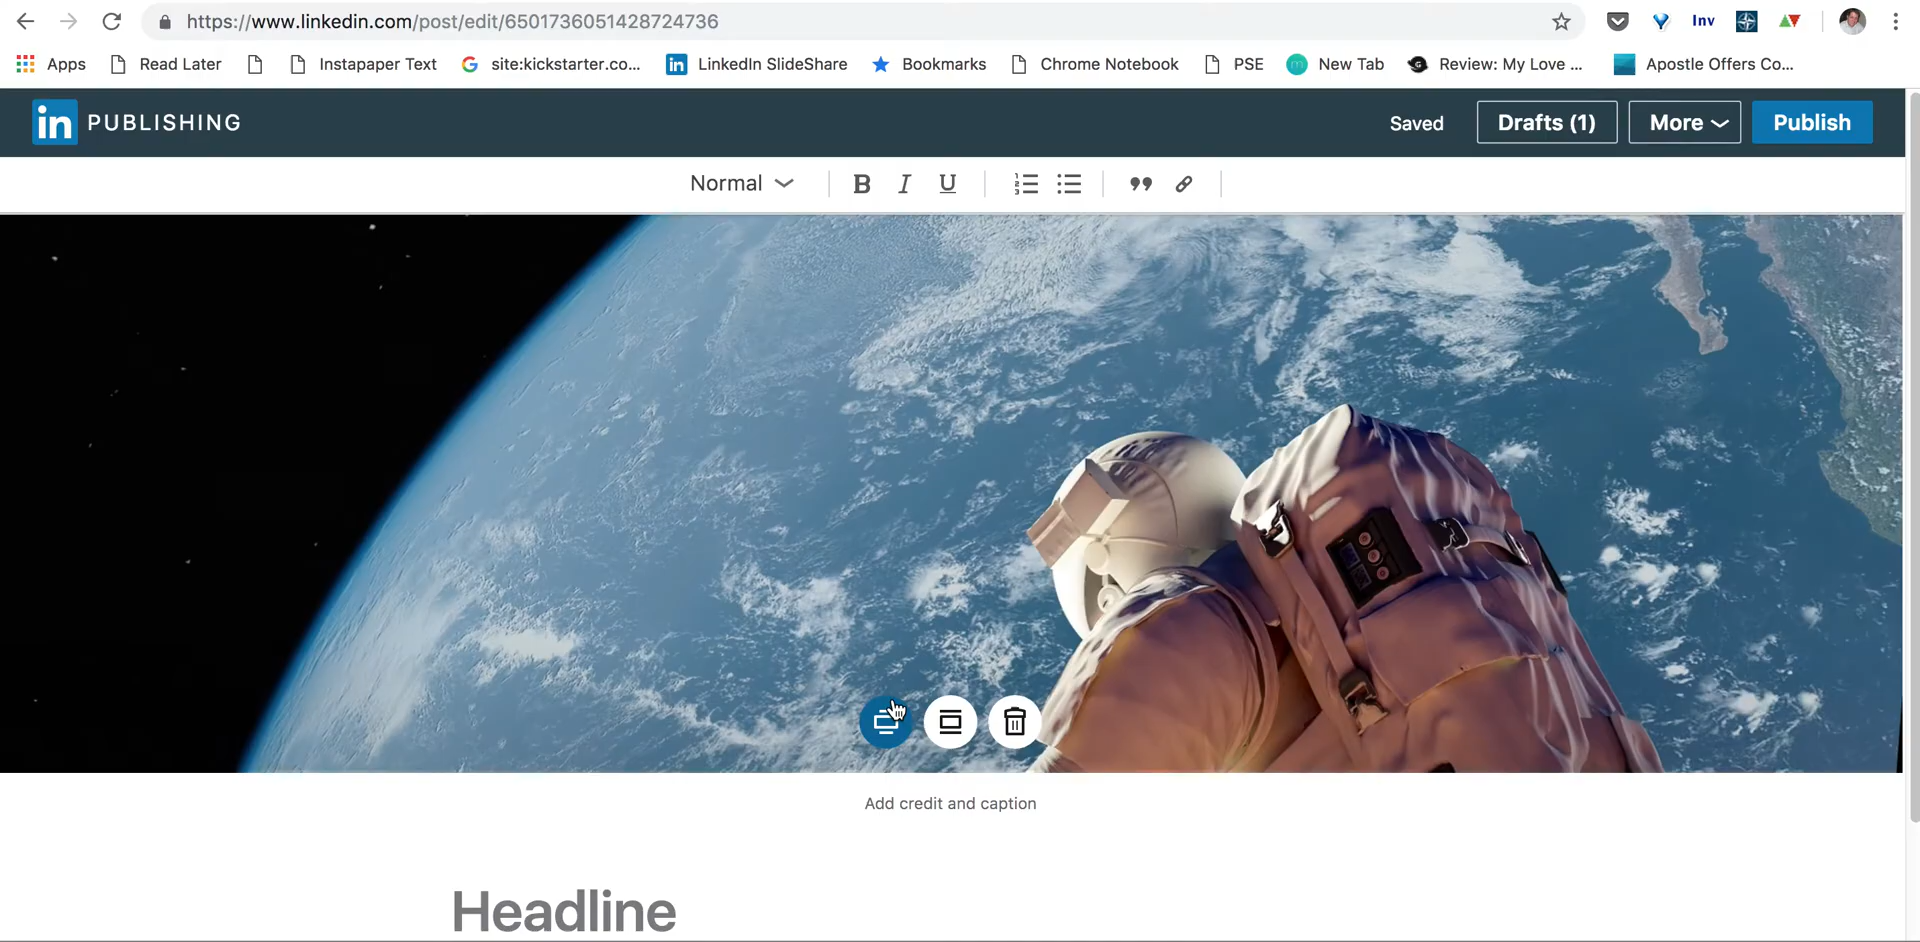 https://www.linkedin.com/post/edit/6501736051428724736
Inv
Apps Read Later Instapaper Text site:kickstarter.co... LinkedIn SlideShare Bookmarks Chrome Notebook PSE New Tab Review: My Love ... Apostle Offers Co...
in PUBLISHING Saved Drafts (1) More Publish
Normal B I U
Add credit and caption
Headline